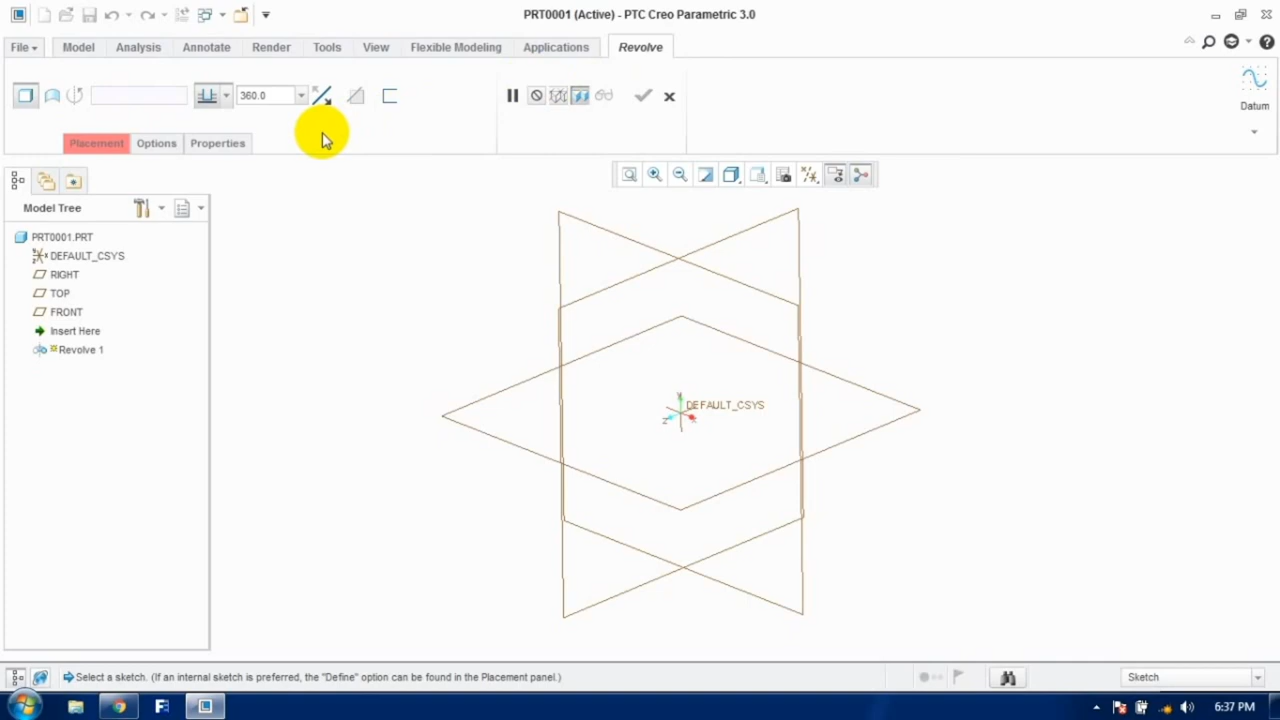 PRT0001 (Active) - PTC Creo Parametric 3.0
File Model Analysis Annotate Render Tools View Flexible Modeling Applications Revolve
360.0
Datum
Placement Options Properties
Model Tree
PRT0001.PRT
DEFAULT_CSYS
RIGHT
TOP
FRONT
Insert Here
Revolve 1
DEFAULT_CSYS
Z
Select a sketch. (If an internal sketch is preferred, the "Define" option can be found in the Placement panel.)
Sketch
6:37 PM